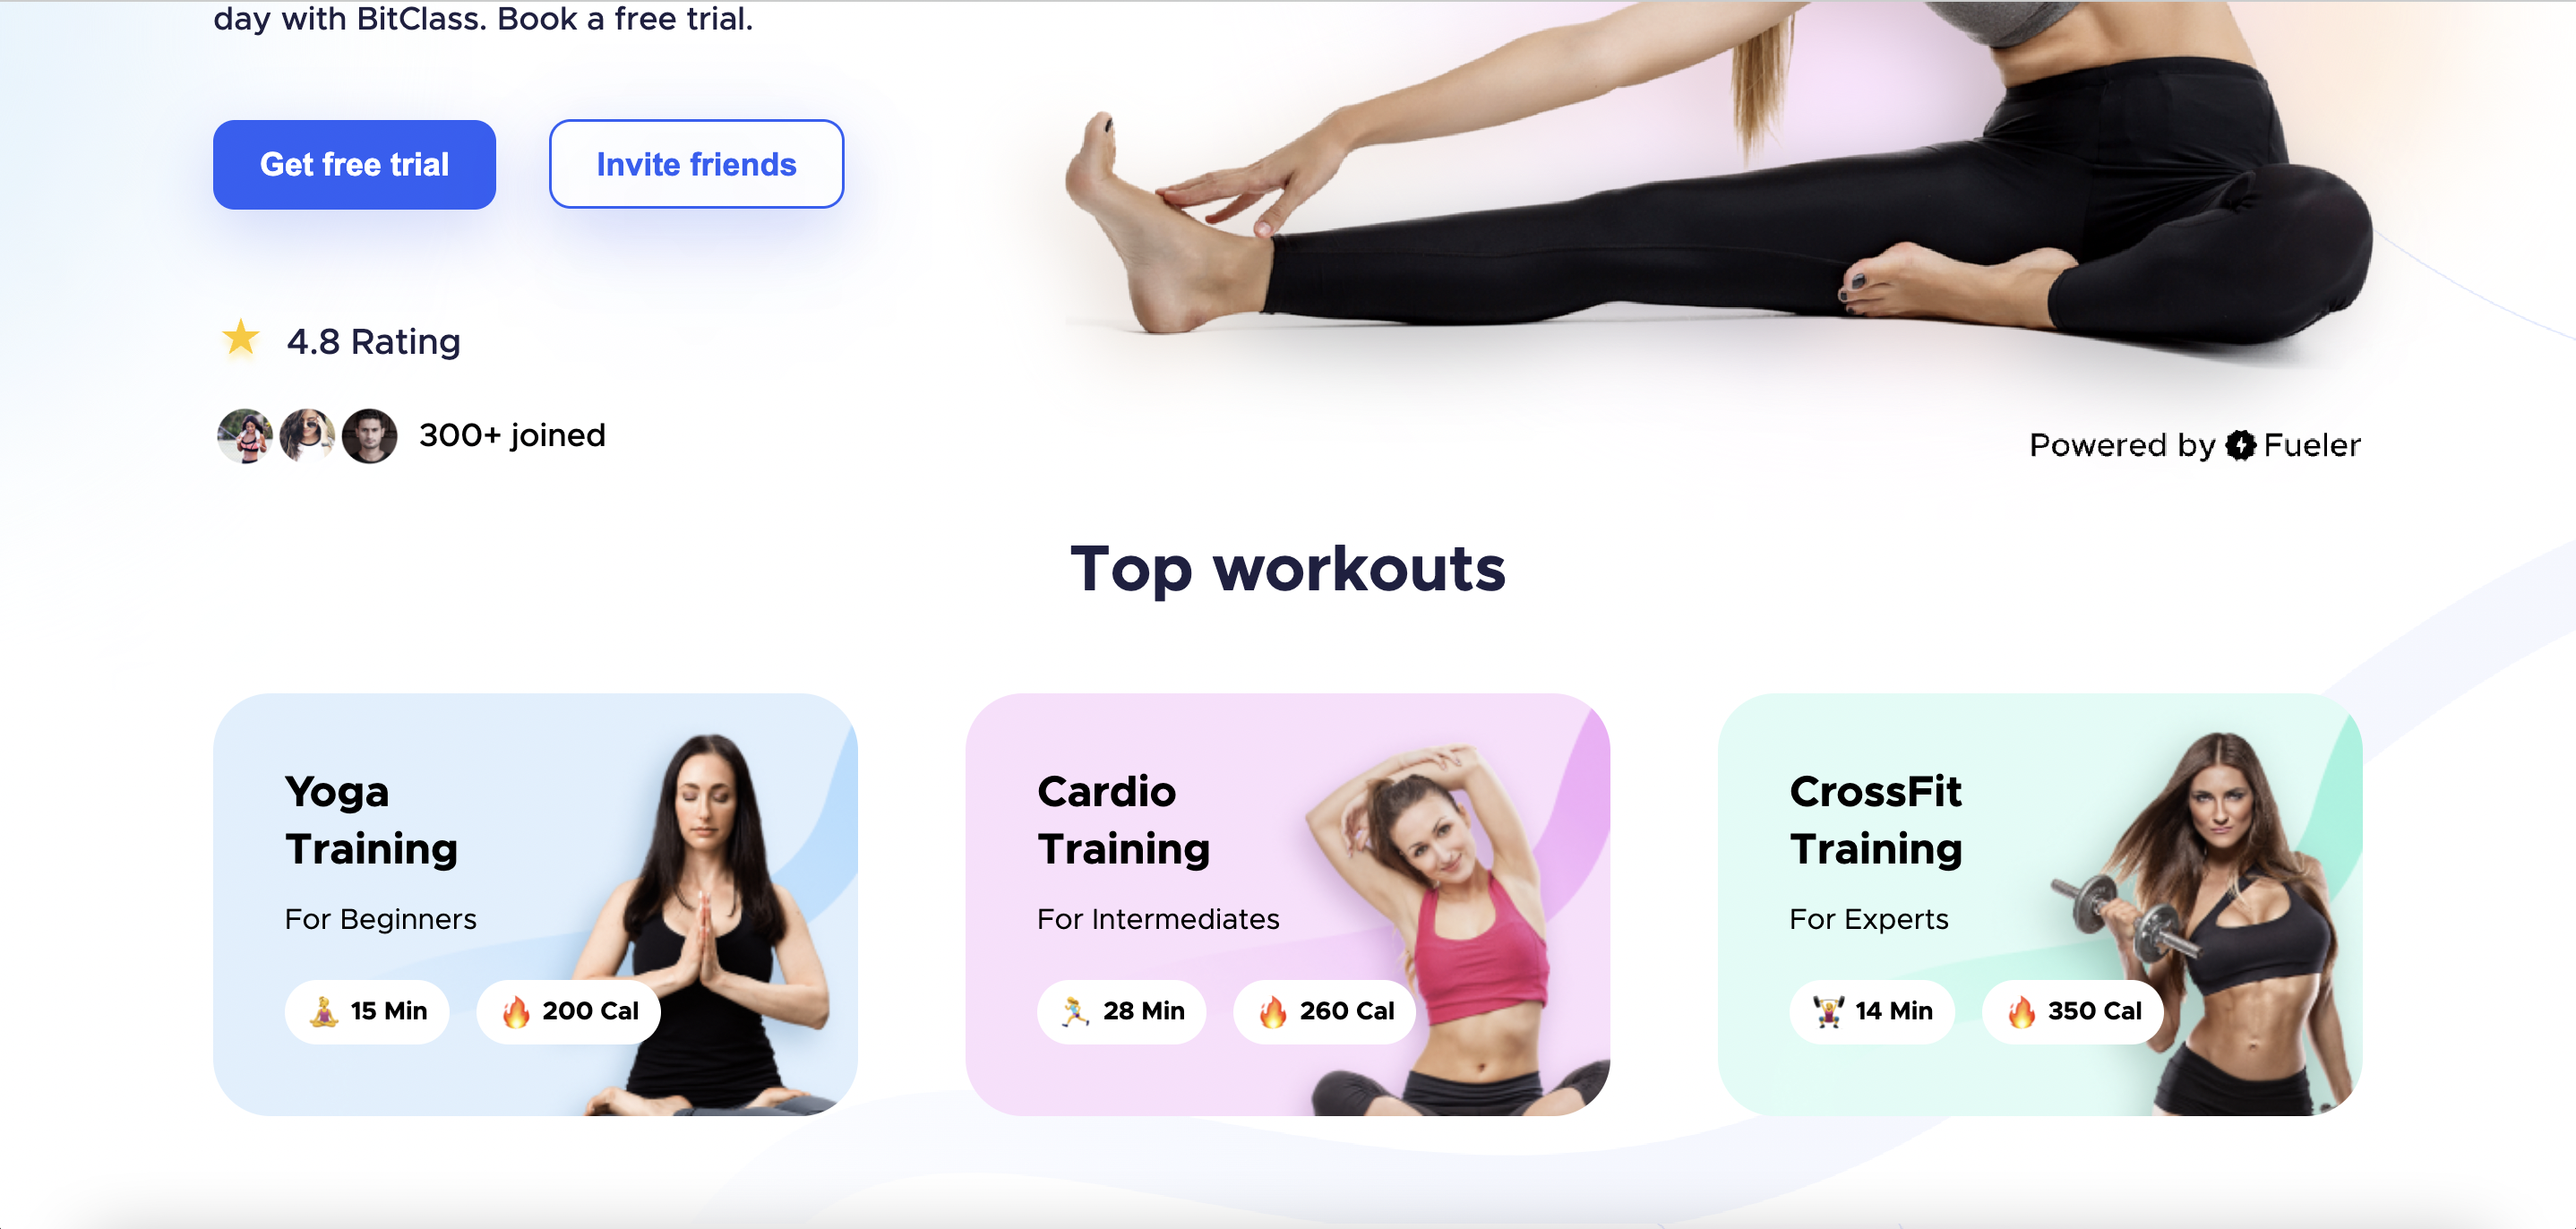 day with BitClass. Book a free trial.
Get free trial
Invite friends
4.8 Rating
300+ joined
Powered by Fueler
Top workouts
Yoga
Training
For Beginners
15 Min
200 Cal
Cardio
Training
For Intermediates
28 Min
260 Cal
CrossFit
Training
For Experts
14 Min
350 Cal